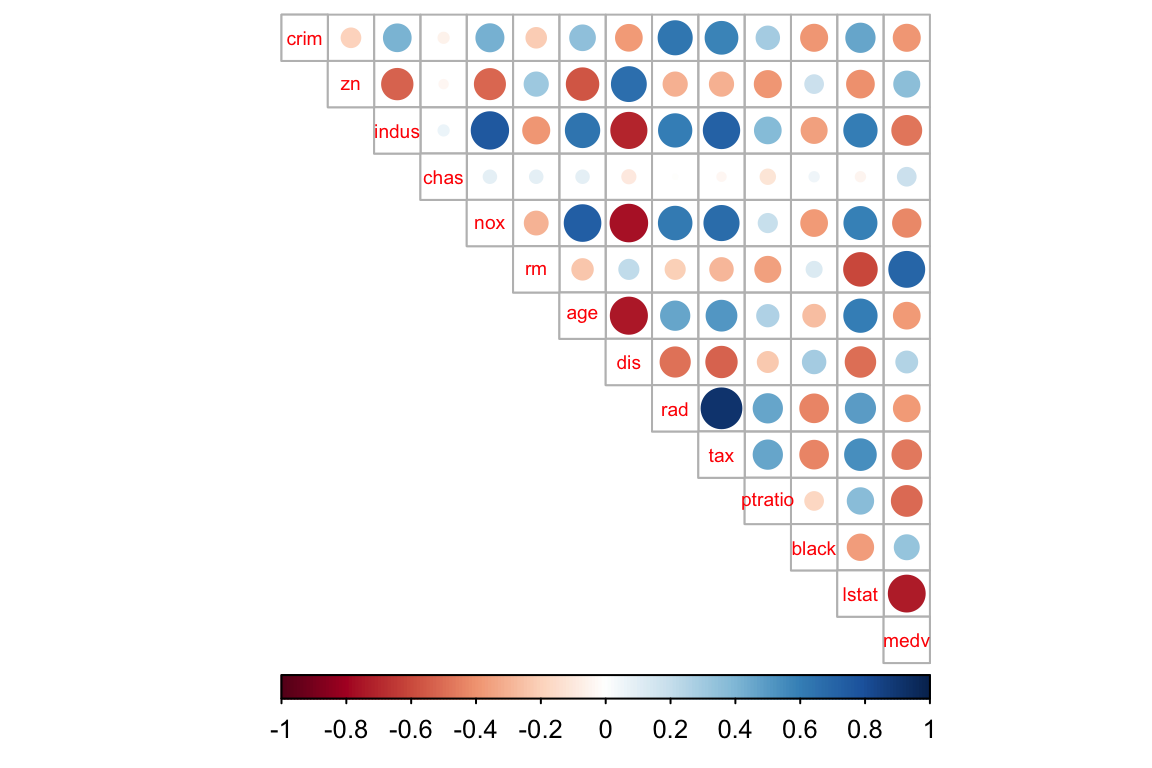 crim
zn
indus
chas
nox
rm
age
dis
rad
tax
ptratio
black
lstat
medv
-1 -0.8 -0.6 -0.4 -0.2 0 0.2 0.4 0.6 0.8 1